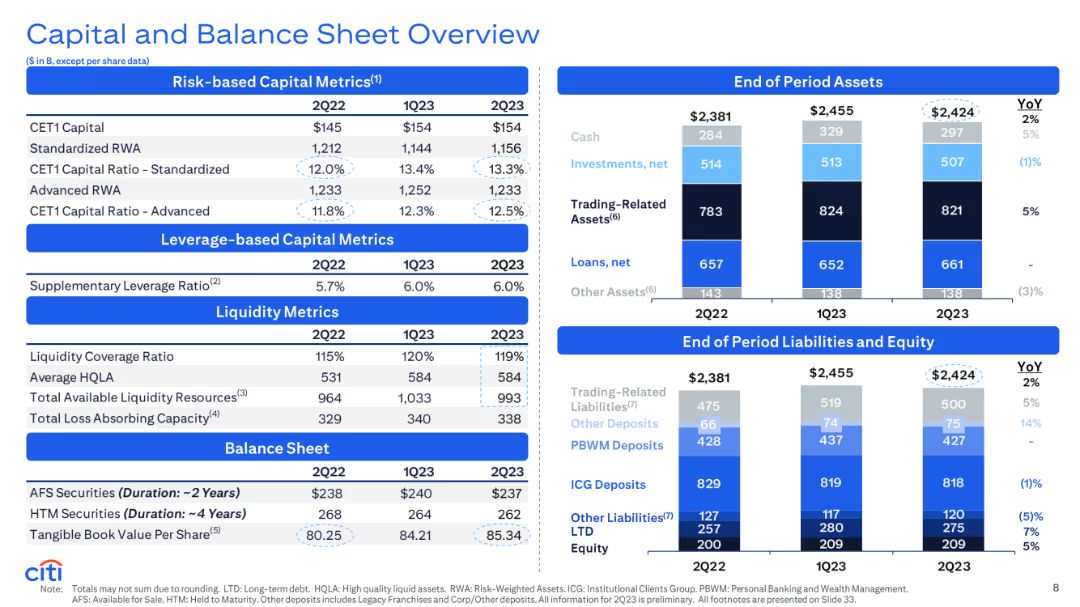 Capital and Balance Sheet Overview
($ in B, except per share data)
Risk-based Capital Metrics(1)
2Q22 1Q23 2Q23
CET1 Capital $145 $154 $154
Standardized RWA 1,212 1,144 1,156
CET1 Capital Ratio - Standardized 12.0% 13.4% 13.3%
Advanced RWA 1,233 1,252 1,233
CET1 Capital Ratio - Advanced 11.8% 12.3% 12.5%
Leverage-based Capital Metrics
2Q22 1Q23 2Q23
Supplementary Leverage Ratio(2) 5.7% 6.0% 6.0%
Liquidity Metrics
2Q22 1Q23 2Q23
Liquidity Coverage Ratio 115% 120% 119%
Average HQLA 531 584 584
Total Available Liquidity Resources(3) 964 1,033 993
Total Loss Absorbing Capacity(4) 329 340 338
Balance Sheet
2Q22 1Q23 2Q23
AFS Securities (Duration: ~2 Years) $238 $240 $237
HTM Securities (Duration: ~4 Years) 268 264 262
Tangible Book Value Per Share(5) 80.25 84.21 85.34
End of Period Assets
YoY
$2,381 $2,455 $2,424 2%
Cash 284 329 297 5%
Investments, net 514 513 507 (1)%
Trading-Related
Assets(6) 783 824 821 5%
Loans, net 657 652 661 -
Other Assets(6) 143 138 138 (3)%
2Q22 1Q23 2Q23
End of Period Liabilities and Equity
YoY
$2,381 $2,455 $2,424 2%
Trading-Related
Liabilities(7) 475 519 500 5%
Other Deposits 66 74 75 14%
PBWM Deposits 428 437 427 -
ICG Deposits 829 819 818 (1)%
Other Liabilities(7) 127 117 120 (5)%
LTD 257 280 275 7%
Equity 200 209 209 5%
2Q22 1Q23 2Q23
citi
Note: Totals may not sum due to rounding. LTD: Long-term debt. HQLA: High quality liquid assets. RWA: Risk-Weighted Assets. ICG: Institutional Clients Group. PBWM: Personal Banking and Wealth Management.
AFS: Available for Sale. HTM: Held to Maturity. Other deposits includes Legacy Franchises and Corp/Other deposits. All information for 2Q23 is preliminary. All footnotes are presented on Slide 33.
8